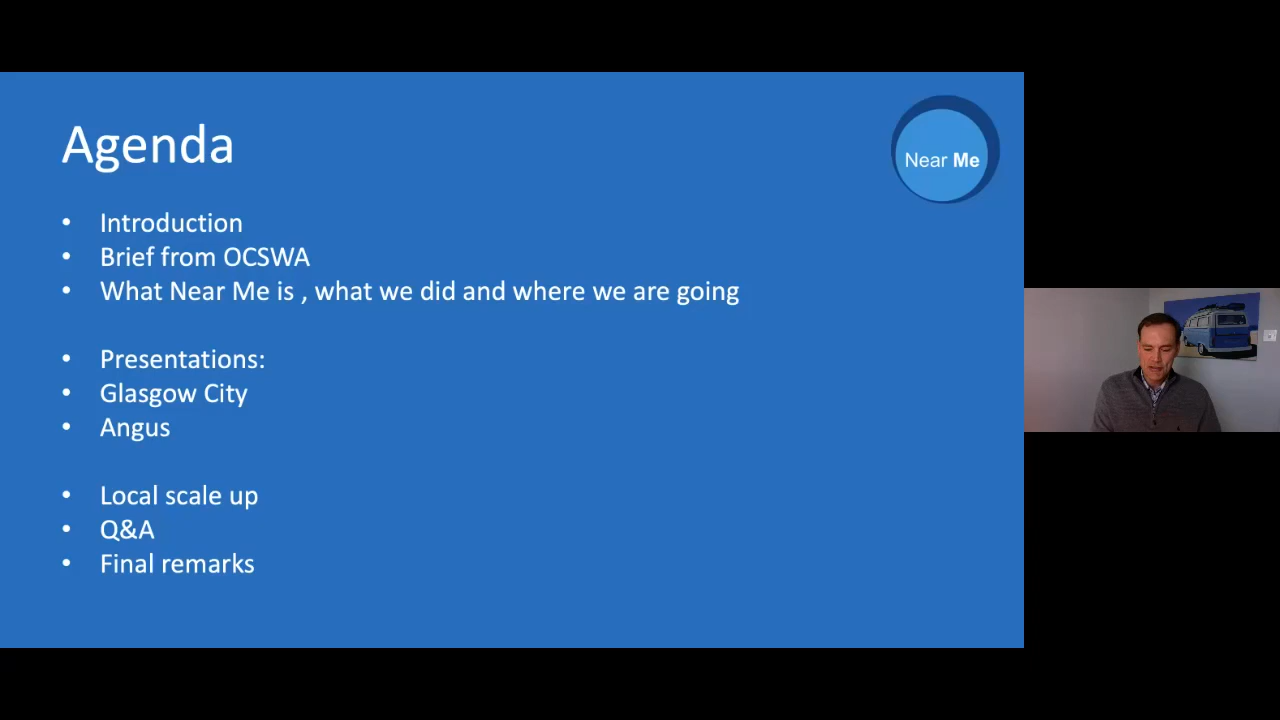 Agenda
Near Me
• Introduction
• Brief from OCSWA
• What Near Me is , what we did and where we are going
• Presentations:
• Glasgow City
• Angus
• Local scale up
• Q&A
• Final remarks